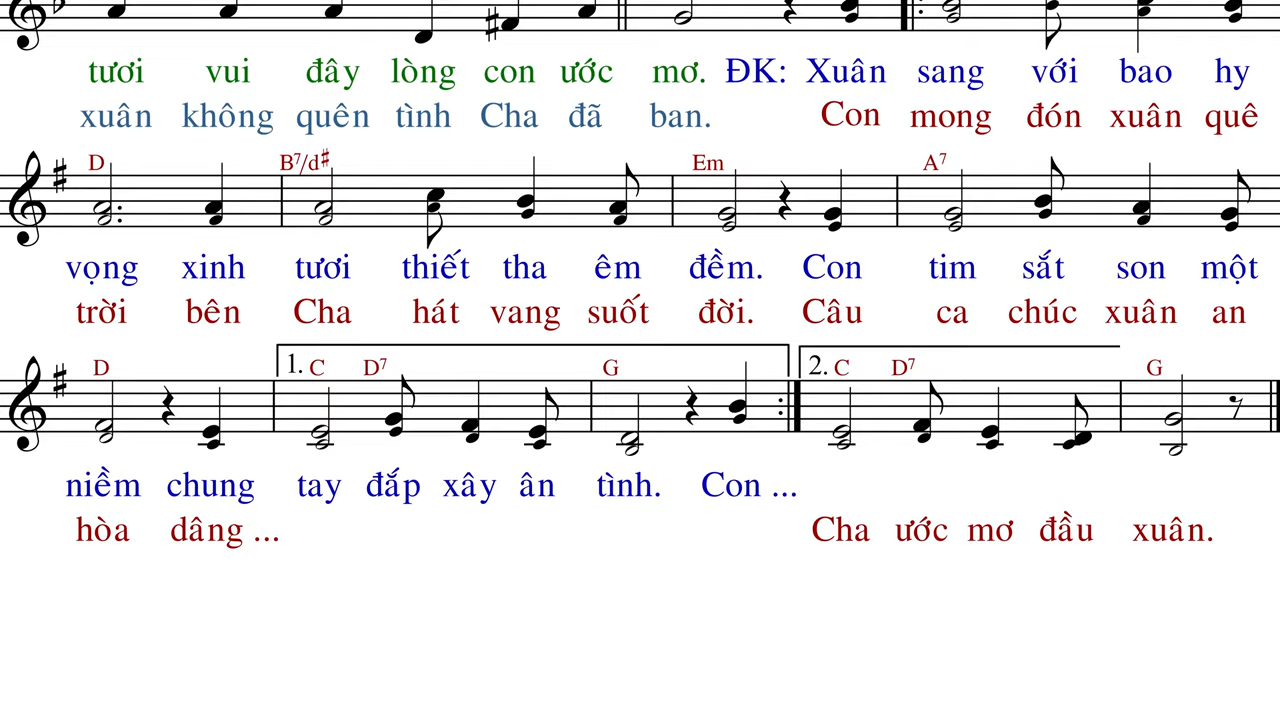 tươi vui đây lòng con ước mơ. ĐK: Xuân sang với bao hy
xuân không quên tình Cha đã ban. Con mong đón xuân quê
D B7/d# Em A7
vọng xinh tươi thiết tha êm đềm. Con tim sắt son một
trời bên Cha hát vang suốt đời. Câu ca chúc xuân an
D 1. C D7 G 2. C D7 G
niềm chung tay đắp xây ân tình. Con ...
hòa dâng ... Cha ước mơ đầu xuân.